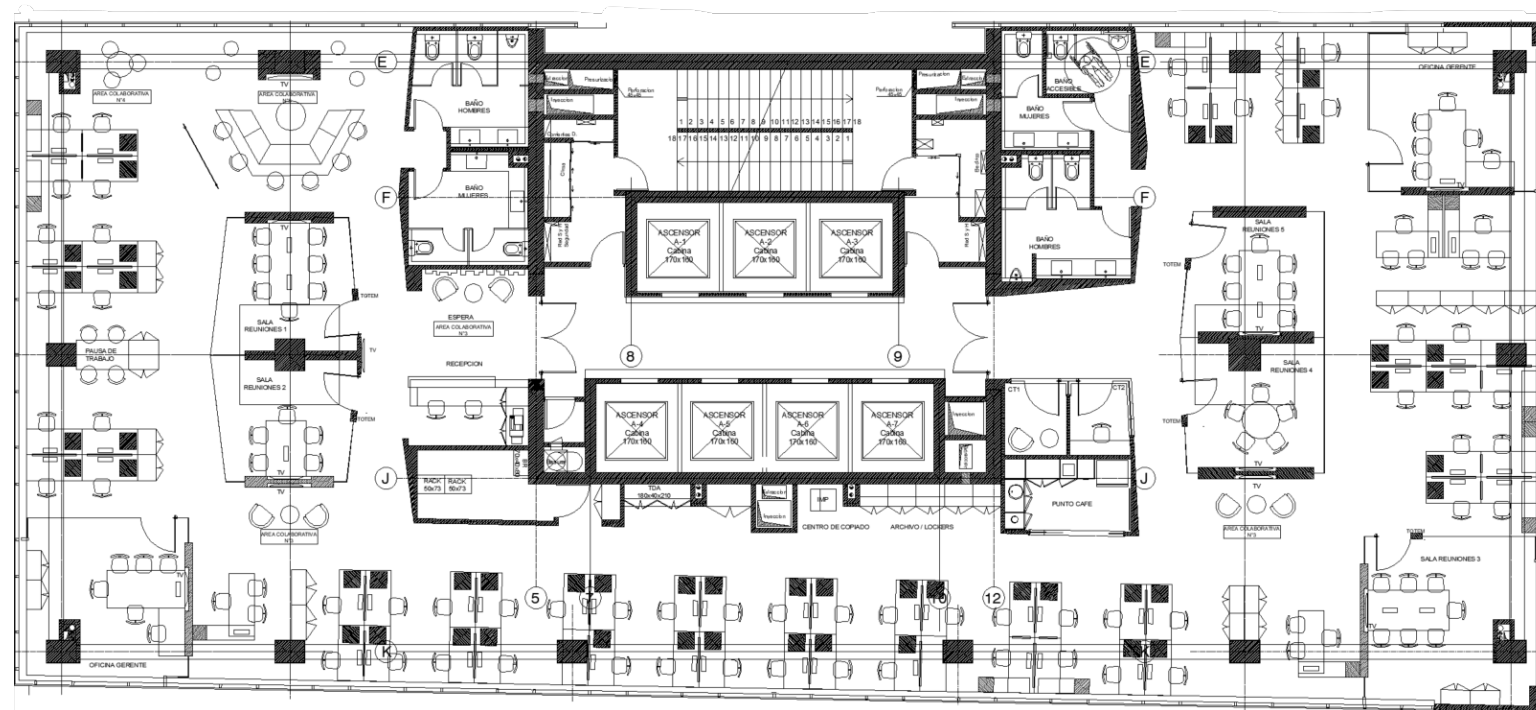 E
E
TV
AREA COLABORATIVA
N°4
AREA COLABORATIVA
BAÑO
HOMBRES
BAÑO
MUJERES
Presurizacion
Inyeccion
1 2 3 4 5 6 7 8 9 10 11 12 13 14 15 16 17 18
18 17 16 15 14 13 12 11 10 9 8 7 6 5 4 3 2 1
Presurizacion
Inyeccion
BAÑO
ACCESIBLE
BAÑO
MUJERES
BAÑO
HOMBRES
OFICINA GERENTE
TV
F
F
ASCENSOR
A-1
Cabina
170x160
ASCENSOR
A-2
Cabina
170x160
ASCENSOR
A-3
Cabina
170x160
TV
SALA
REUNIONES 1
TOTEM
TV
SALA
REUNIONES 2
TOTEM
TV
TV
PAUSA DE
TRABAJO
ESPERA
AREA COLABORATIVA
N°3
RECEPCION
8
9
SALA
REUNIONES 5
TOTEM
TV
SALA
REUNIONES 4
TOTEM
TV
TV
ASCENSOR
A-4
Cabina
170x160
ASCENSOR
A-5
Cabina
170x160
ASCENSOR
A-6
Cabina
170x160
ASCENSOR
A-7
Cabina
170x160
Inyeccion
CT1
CT2
J
J
RACK
60x73
RACK
60x73
TDA
180x40x210
Inyeccion
IMP
CENTRO DE COPIADO
ARCHIVO / LOCKERS
PUNTO CAFE
AREA COLABORATIVA
N°3
AREA COLABORATIVA
N°3
TOTEM
SALA REUNIONES 3
TV
TV
5
7
10
12
K
K
OFICINA GERENTE